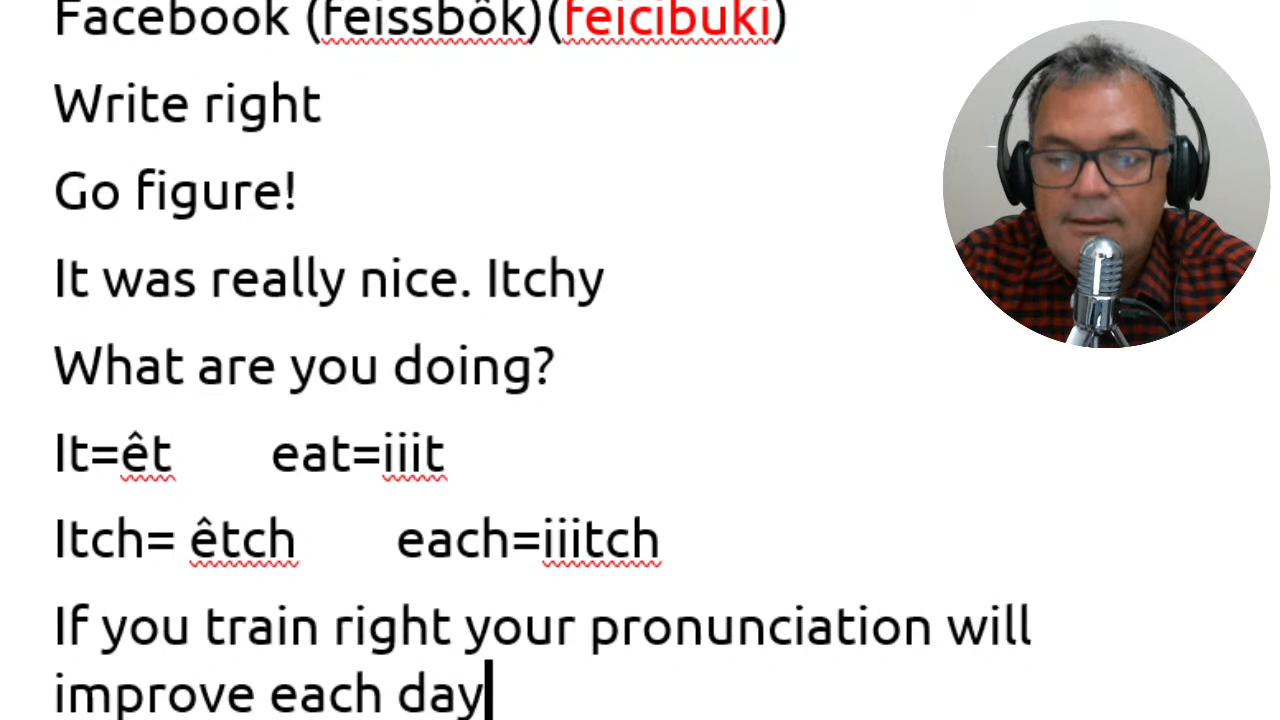 Facebook (feissbôk)(feicibuki)
Write right
Go figure!
It was really nice. Itchy
What are you doing?
It=êt eat=iiit
Itch= êtch each=iiitch
If you train right your pronunciation will
improve each day